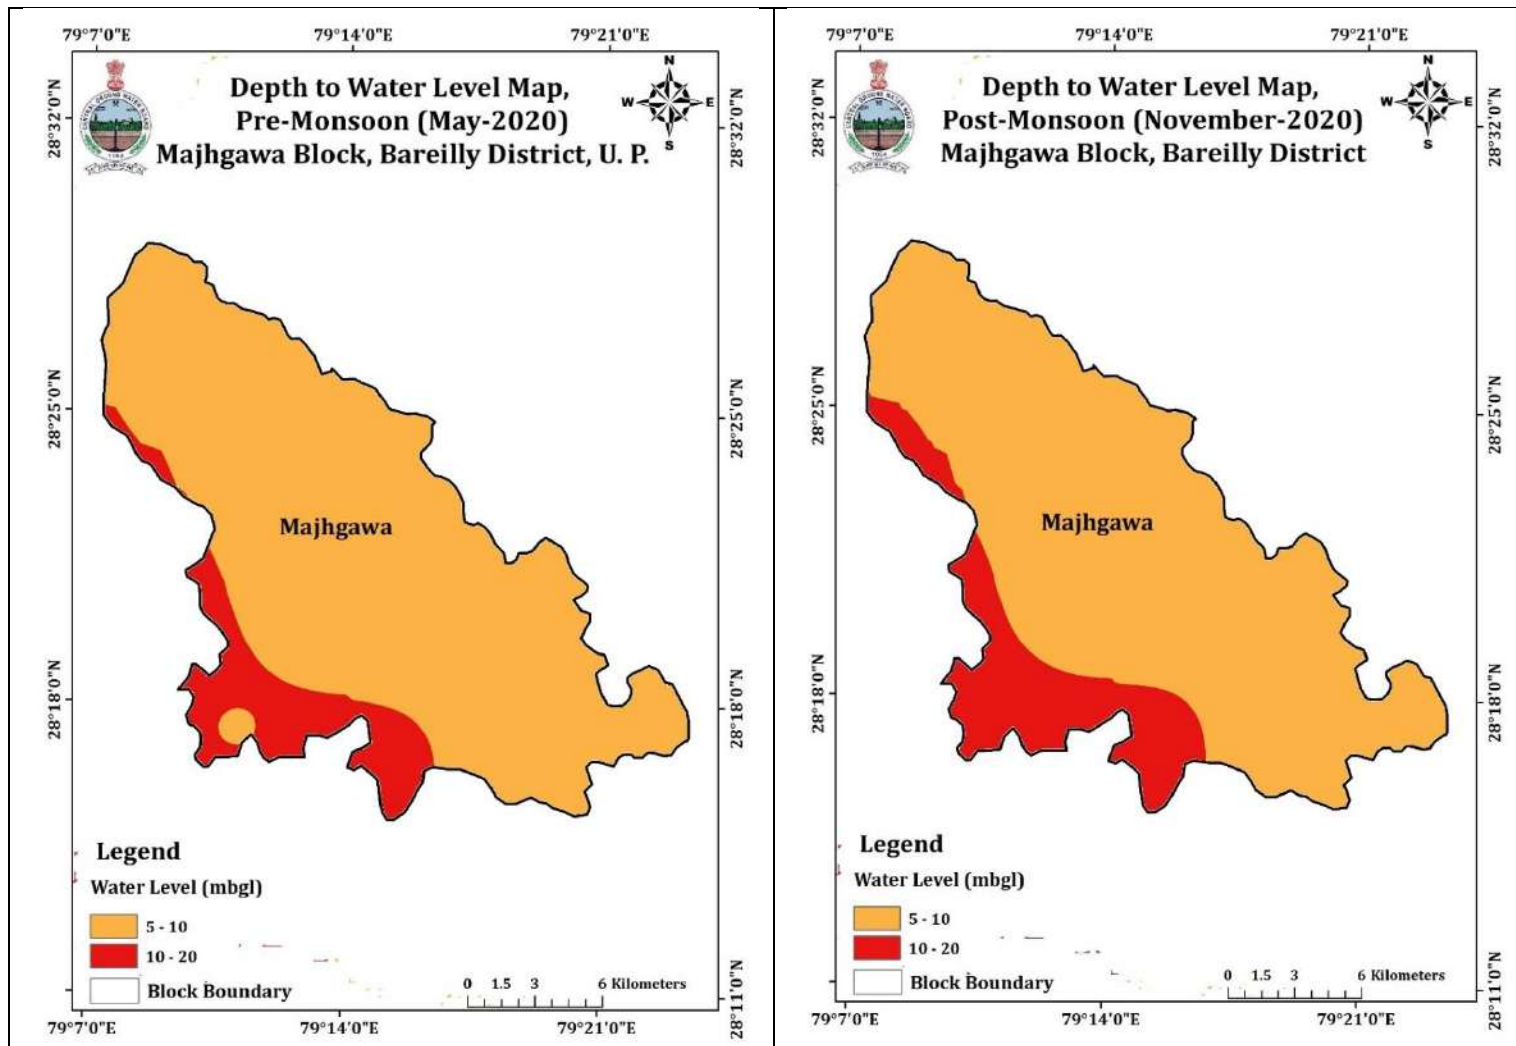 79°7'0"E 79°14'0"E 79°21'0"E
Depth to Water Level Map,
Pre-Monsoon (May-2020)
Majhgawa Block, Bareilly District, U. P.
N
W E
S
28°32'0"N 28°32'0"N
28°25'0"N 28°25'0"N
Majhgawa
28°18'0"N 28°18'0"N
Legend
Water Level (mbgl)
5 - 10
10 - 20
Block Boundary
0 1.5 3 6 Kilometers
28°11'0"N
79°7'0"E 79°14'0"E 79°21'0"E
79°7'0"E 79°14'0"E 79°21'0"E
Depth to Water Level Map,
Post-Monsoon (November-2020)
Majhgawa Block, Bareilly District
N
W E
S
28°32'0"N 28°32'0"N
28°25'0"N 28°25'0"N
Majhgawa
28°18'0"N 28°18'0"N
Legend
Water Level (mbgl)
5 - 10
10 - 20
Block Boundary
0 1.5 3 6 Kilometers
28°11'0"N
79°7'0"E 79°14'0"E 79°21'0"E